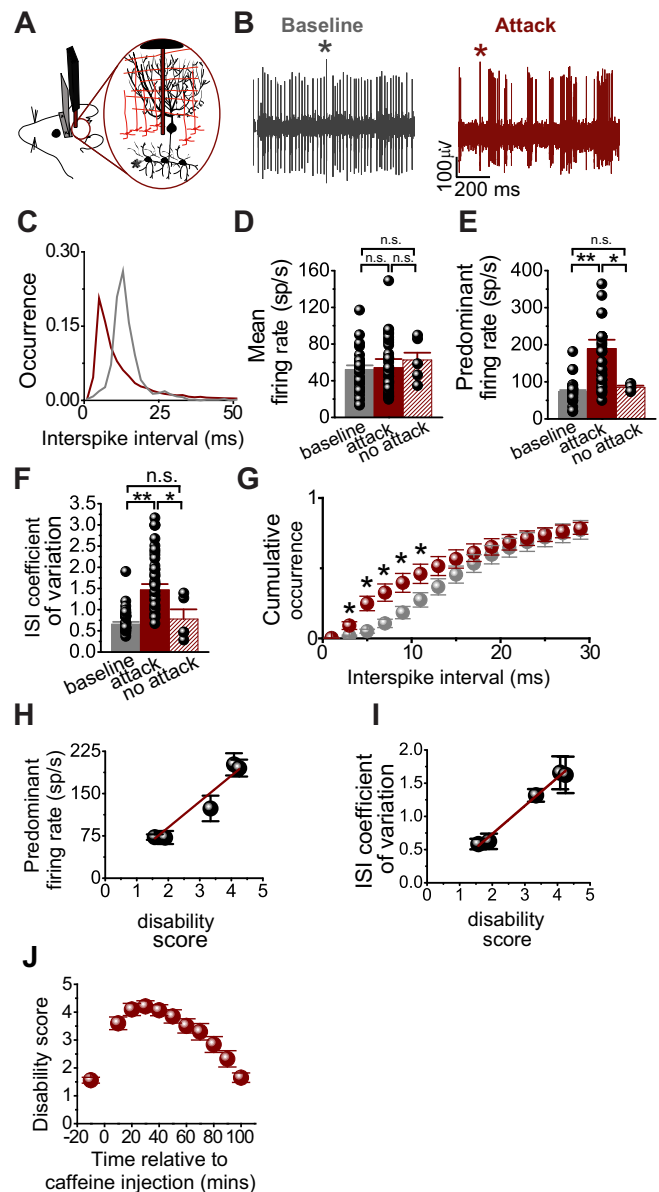 A
B
Baseline
*
Attack
*
100 μV
200 ms
C
0.30
0.15
0.00
Occurrence
0 25 50
Interspike interval (ms)
D
n.s.
n.s. n.s.
160
120
80
40
0
Mean
firing rate (sp/s)
baseline
attack
no attack
E
n.s.
** *
400
300
200
100
0
Predominant
firing rate (sp/s)
baseline
attack
no attack
F
n.s.
** *
3.5
3.0
2.5
2.0
1.5
1.0
0.5
0.0
ISI coefficient
of variation
baseline
attack
no attack
G
1
0
Cumulative
occurrence
* * * * *
0 10 20 30
Interspike interval (ms)
H
225
150
75
0
Predominant
firing rate (sp/s)
0 1 2 3 4 5
disability
score
I
2.0
1.5
1.0
0.5
0.0
ISI coefficient
of variation
0 1 2 3 4 5
disability
score
J
5
4
3
2
1
0
Disability score
-20 0 20 40 60 80 100
Time relative to
caffeine injection (mins)